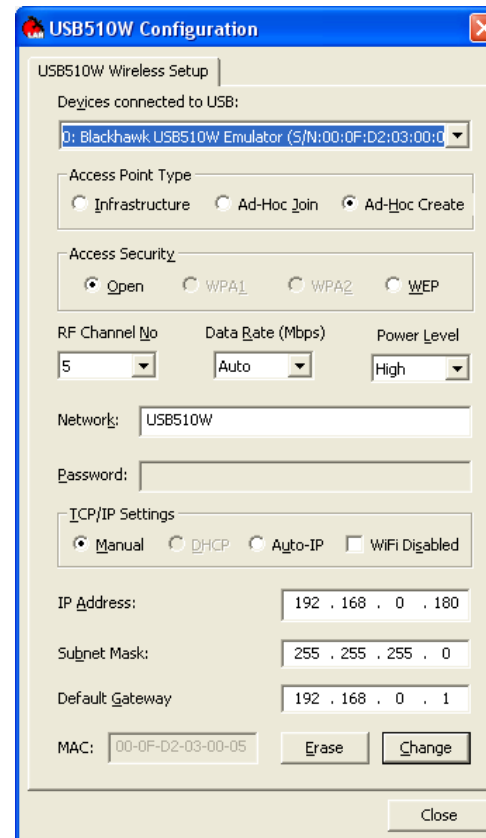 USB510W Configuration
USB510W Wireless Setup
Devices connected to USB:
0: Blackhawk USB510W Emulator (S/N:00:0F:D2:03:00:0
Access Point Type
Infrastructure Ad-Hoc Join Ad-Hoc Create
Access Security
Open WPA1 WPA2 WEP
RF Channel No Data Rate (Mbps) Power Level
5 Auto High
Network: USB510W
Password:
TCP/IP Settings
Manual DHCP Auto-IP WiFi Disabled
IP Address: 192 . 168 . 0 . 180
Subnet Mask: 255 . 255 . 255 . 0
Default Gateway 192 . 168 . 0 . 1
MAC: 00-0F-D2-03-00-05 Erase Change
Close